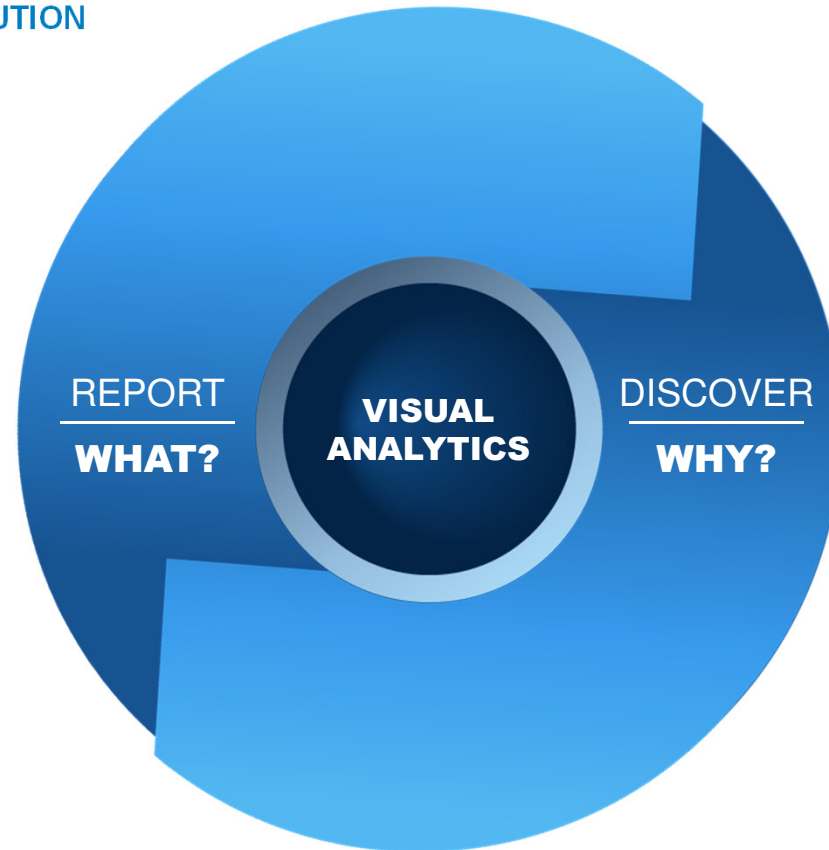 UTION
REPORT
WHAT?
VISUAL
ANALYTICS
DISCOVER
WHY?